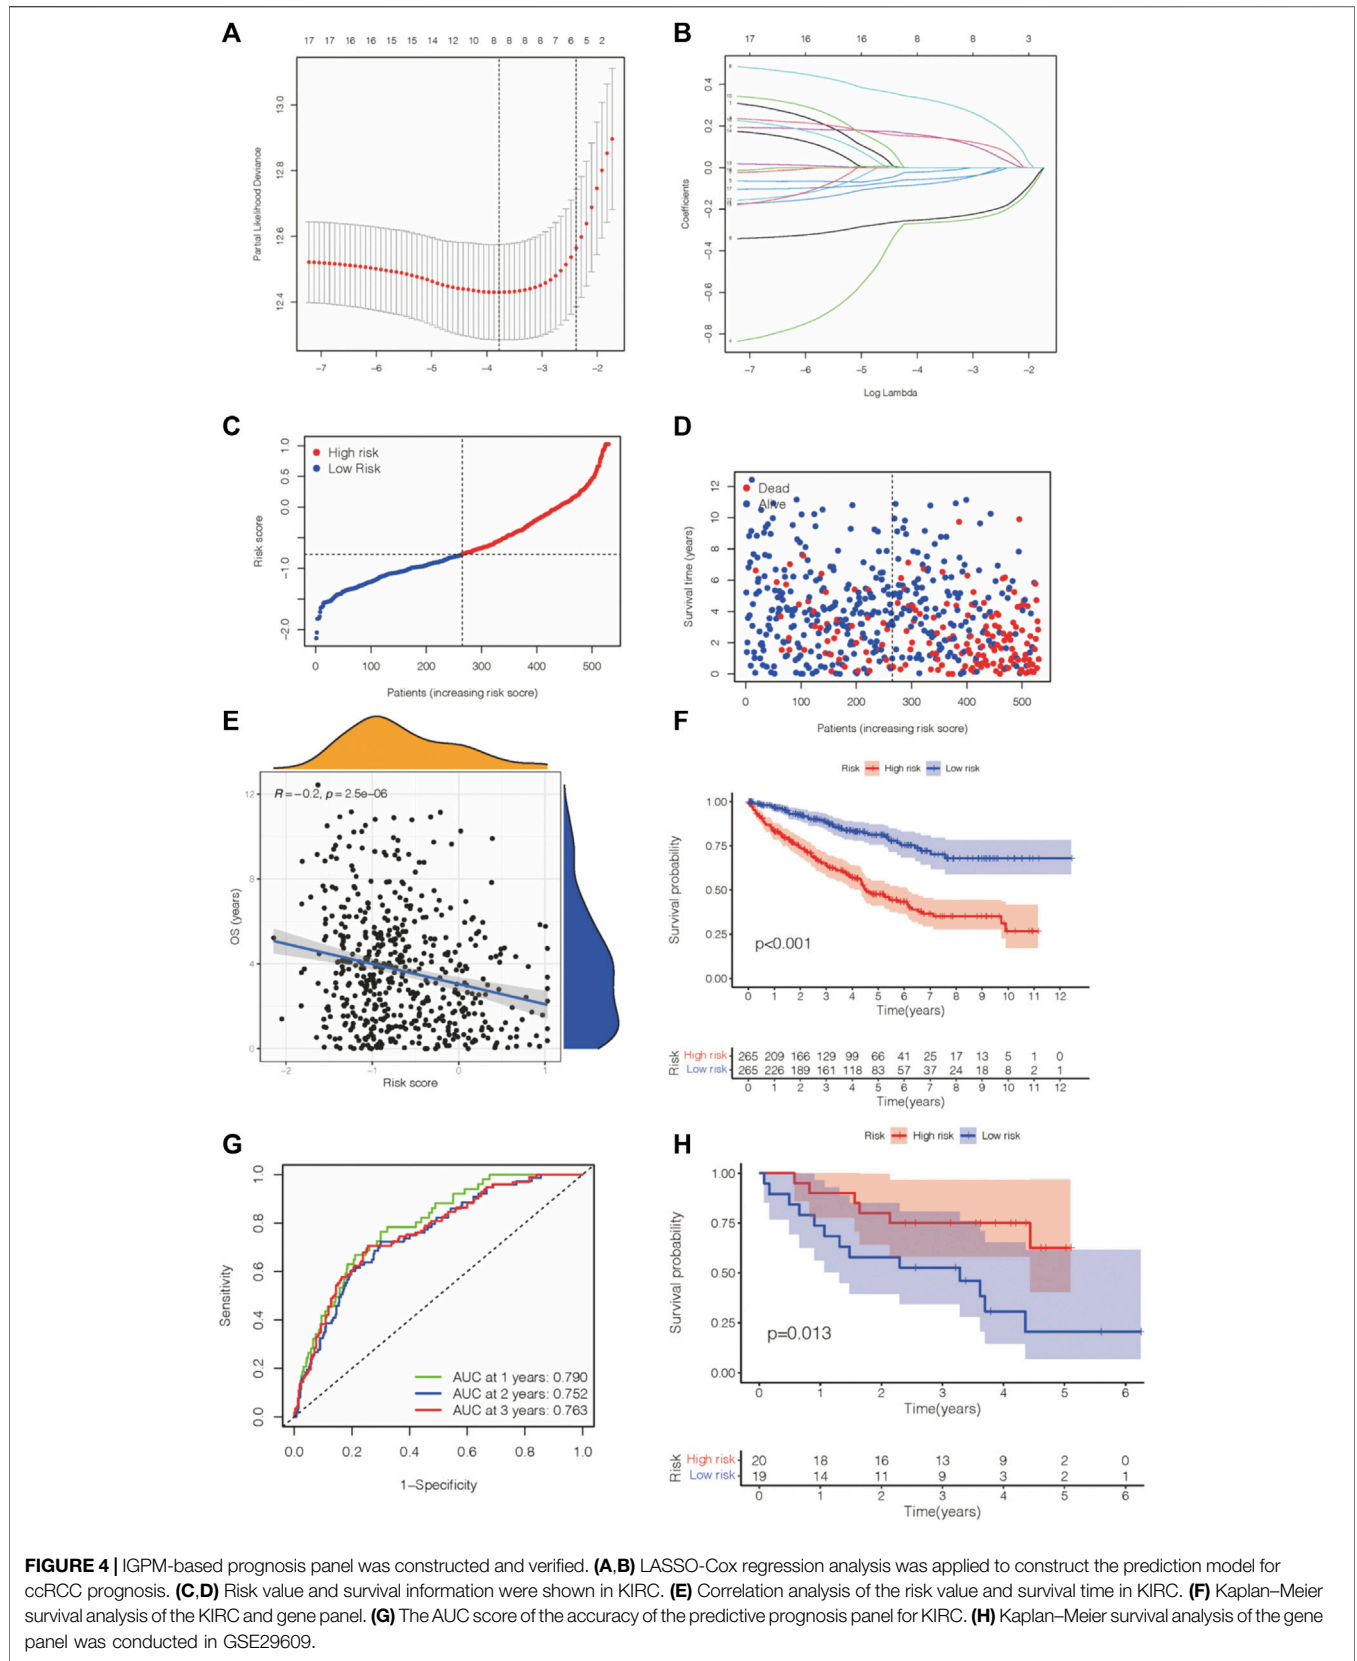 A
17 17 16 16 15 15 14 12 10 8 8 8 8 7 6 5 2
Partial Likelihood Deviance
13.0
12.8
12.6
12.4
−7 −6 −5 −4 −3 −2
B
17 16 16 8 8 3
Coefficients
0.4
0.2
0.0
−0.2
−0.4
−0.6
−0.8
−7 −6 −5 −4 −3 −2
Log Lambda
C
Risk score
1.0
0.5
0.0
−1.0
−2.0
High risk
Low Risk
0 100 200 300 400 500
Patients (increasing risk socre)
D
Survival time (years)
12
10
8
6
4
2
0
Dead
Alive
0 100 200 300 400 500
Patients (increasing risk socre)
E
R = −0.2, p = 2.5e−06
OS (years)
12
8
4
0
−2 −1 0 1
Risk score
F
Risk High risk Low risk
Survival probability
1.00
0.75
0.50
0.25
0.00
p<0.001
0 1 2 3 4 5 6 7 8 9 10 11 12
Time(years)
Risk
High risk 265 209 166 129 99 66 41 25 17 13 5 1 0
Low risk 265 226 189 161 118 83 57 37 24 18 8 2 1
0 1 2 3 4 5 6 7 8 9 10 11 12
Time(years)
G
Sensitivity
1.0
0.8
0.6
0.4
0.2
0.0
AUC at 1 years: 0.790
AUC at 2 years: 0.752
AUC at 3 years: 0.763
0.0 0.2 0.4 0.6 0.8 1.0
1−Specificity
H
Risk High risk Low risk
Survival probability
1.00
0.75
0.50
0.25
0.00
p=0.013
0 1 2 3 4 5 6
Time(years)
Risk
High risk 20 18 16 13 9 2 0
Low risk 19 14 11 9 3 2 1
0 1 2 3 4 5 6
Time(years)
FIGURE 4 | IGPM-based prognosis panel was constructed and verified. (A,B) LASSO-Cox regression analysis was applied to construct the prediction model for
ccRCC prognosis. (C,D) Risk value and survival information were shown in KIRC. (E) Correlation analysis of the risk value and survival time in KIRC. (F) Kaplan–Meier
survival analysis of the KIRC and gene panel. (G) The AUC score of the accuracy of the predictive prognosis panel for KIRC. (H) Kaplan–Meier survival analysis of the gene
panel was conducted in GSE29609.